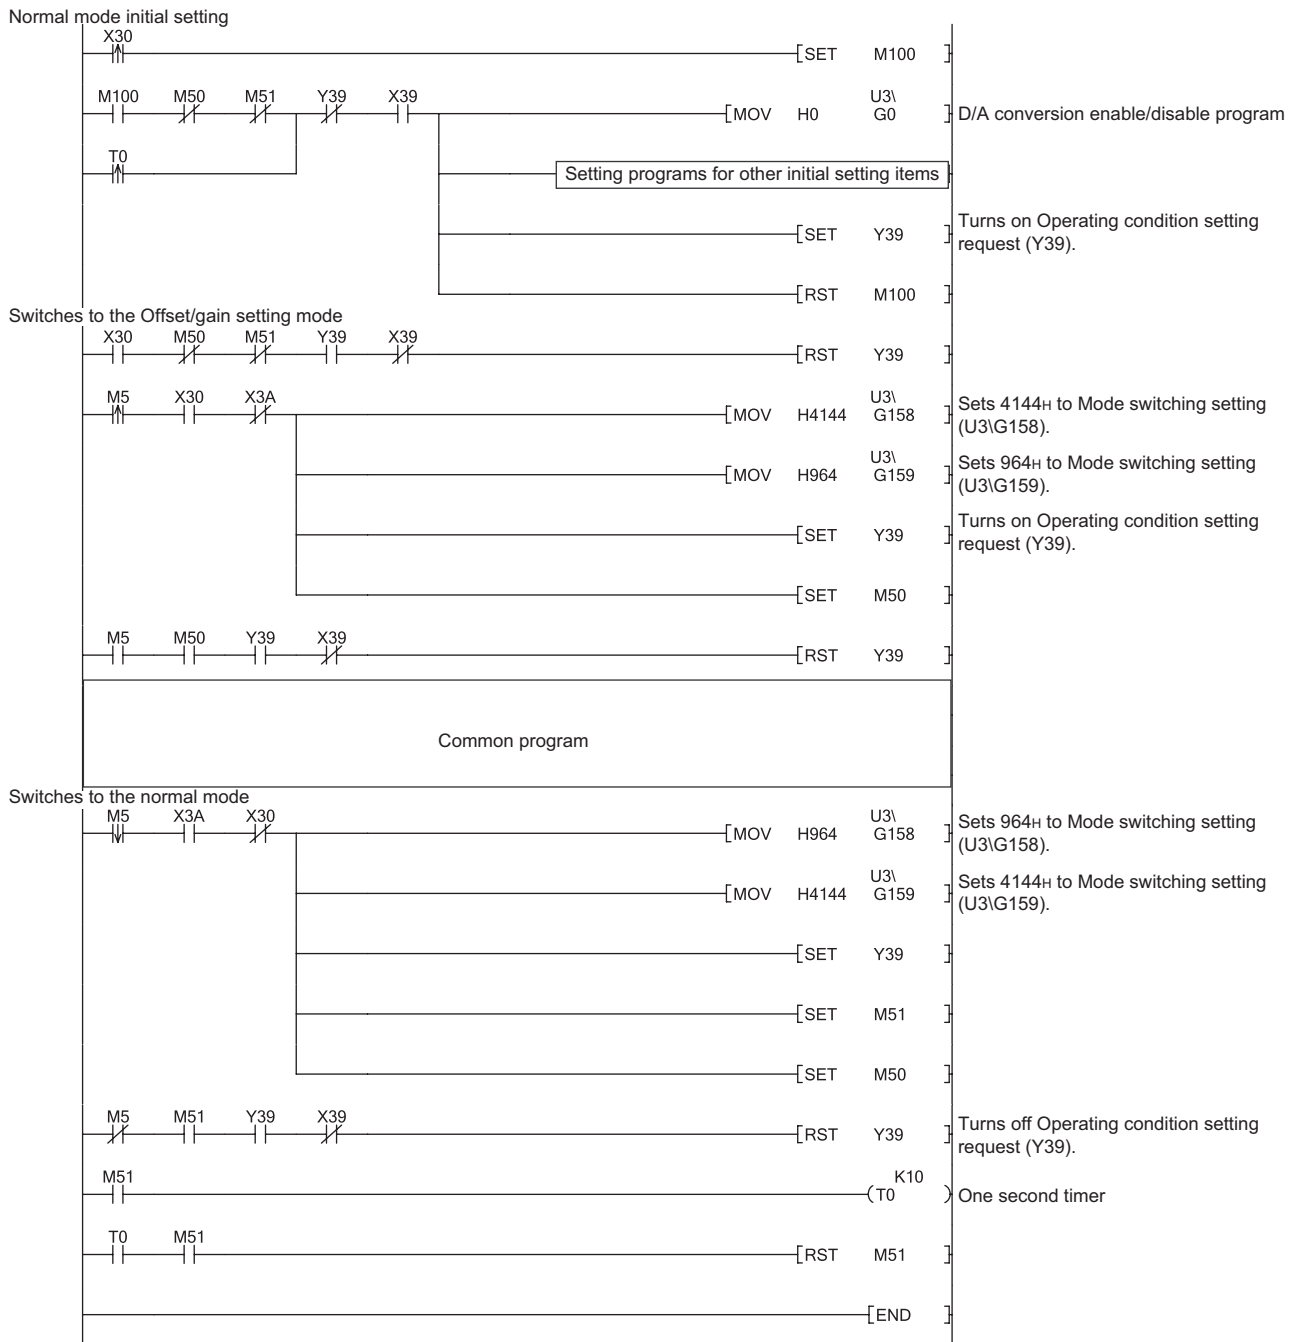 Normal mode initial setting
X30
[SET M100 ]
M100 M50 M51 Y39 X39
[MOV H0 U3\ G0 ] D/A conversion enable/disable program
T0
Setting programs for other initial setting items
[SET Y39 ] Turns on Operating condition setting
request (Y39).
[RST M100 ]
Switches to the Offset/gain setting mode
X30 M50 M51 Y39 X39
[RST Y39 ]
M5 X30 X3A
[MOV H4144 U3\ G158 ] Sets 4144H to Mode switching setting
(U3\G158).
[MOV H964 U3\ G159 ] Sets 964H to Mode switching setting
(U3\G159).
[SET Y39 ] Turns on Operating condition setting
request (Y39).
[SET M50 ]
M5 M50 Y39 X39
[RST Y39 ]
Common program
Switches to the normal mode
M5 X3A X30
[MOV H964 U3\ G158 ] Sets 964H to Mode switching setting
(U3\G158).
[MOV H4144 U3\ G159 ] Sets 4144H to Mode switching setting
(U3\G159).
[SET Y39 ]
[SET M51 ]
[SET M50 ]
M5 M51 Y39 X39
[RST Y39 ] Turns off Operating condition setting
request (Y39).
M51 K10
(T0 ) One second timer
T0 M51
[RST M51 ]
[END ]